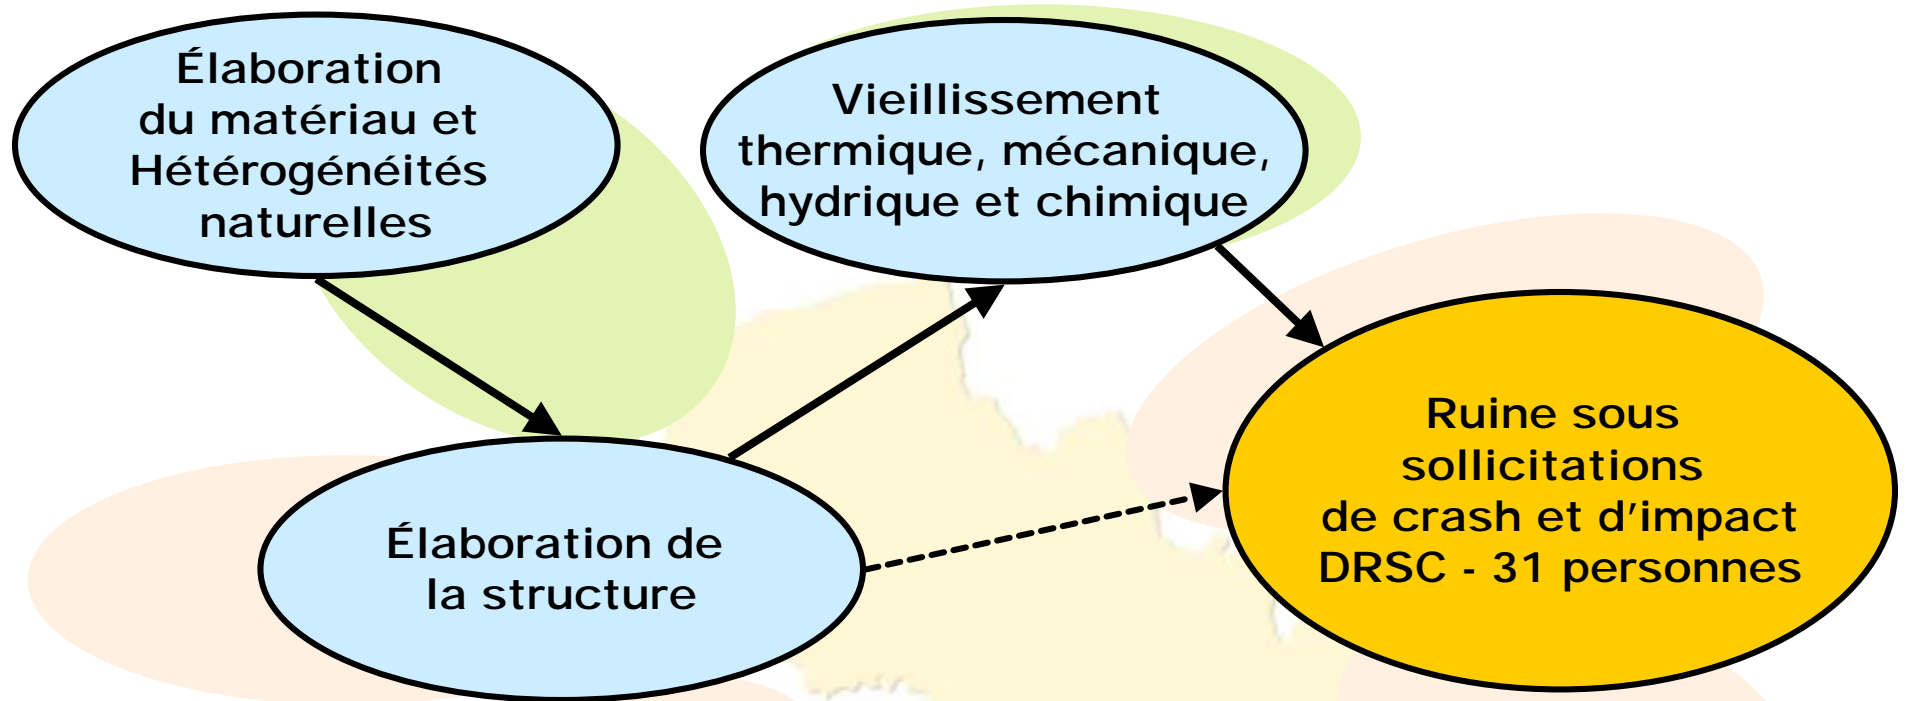 Élaboration
du matériau et
Hétérogénéités
naturelles
Vieillissement
thermique, mécanique,
hydrique et chimique
Élaboration de
la structure
Ruine sous
sollicitations
de crash et d’impact
DRSC - 31 personnes